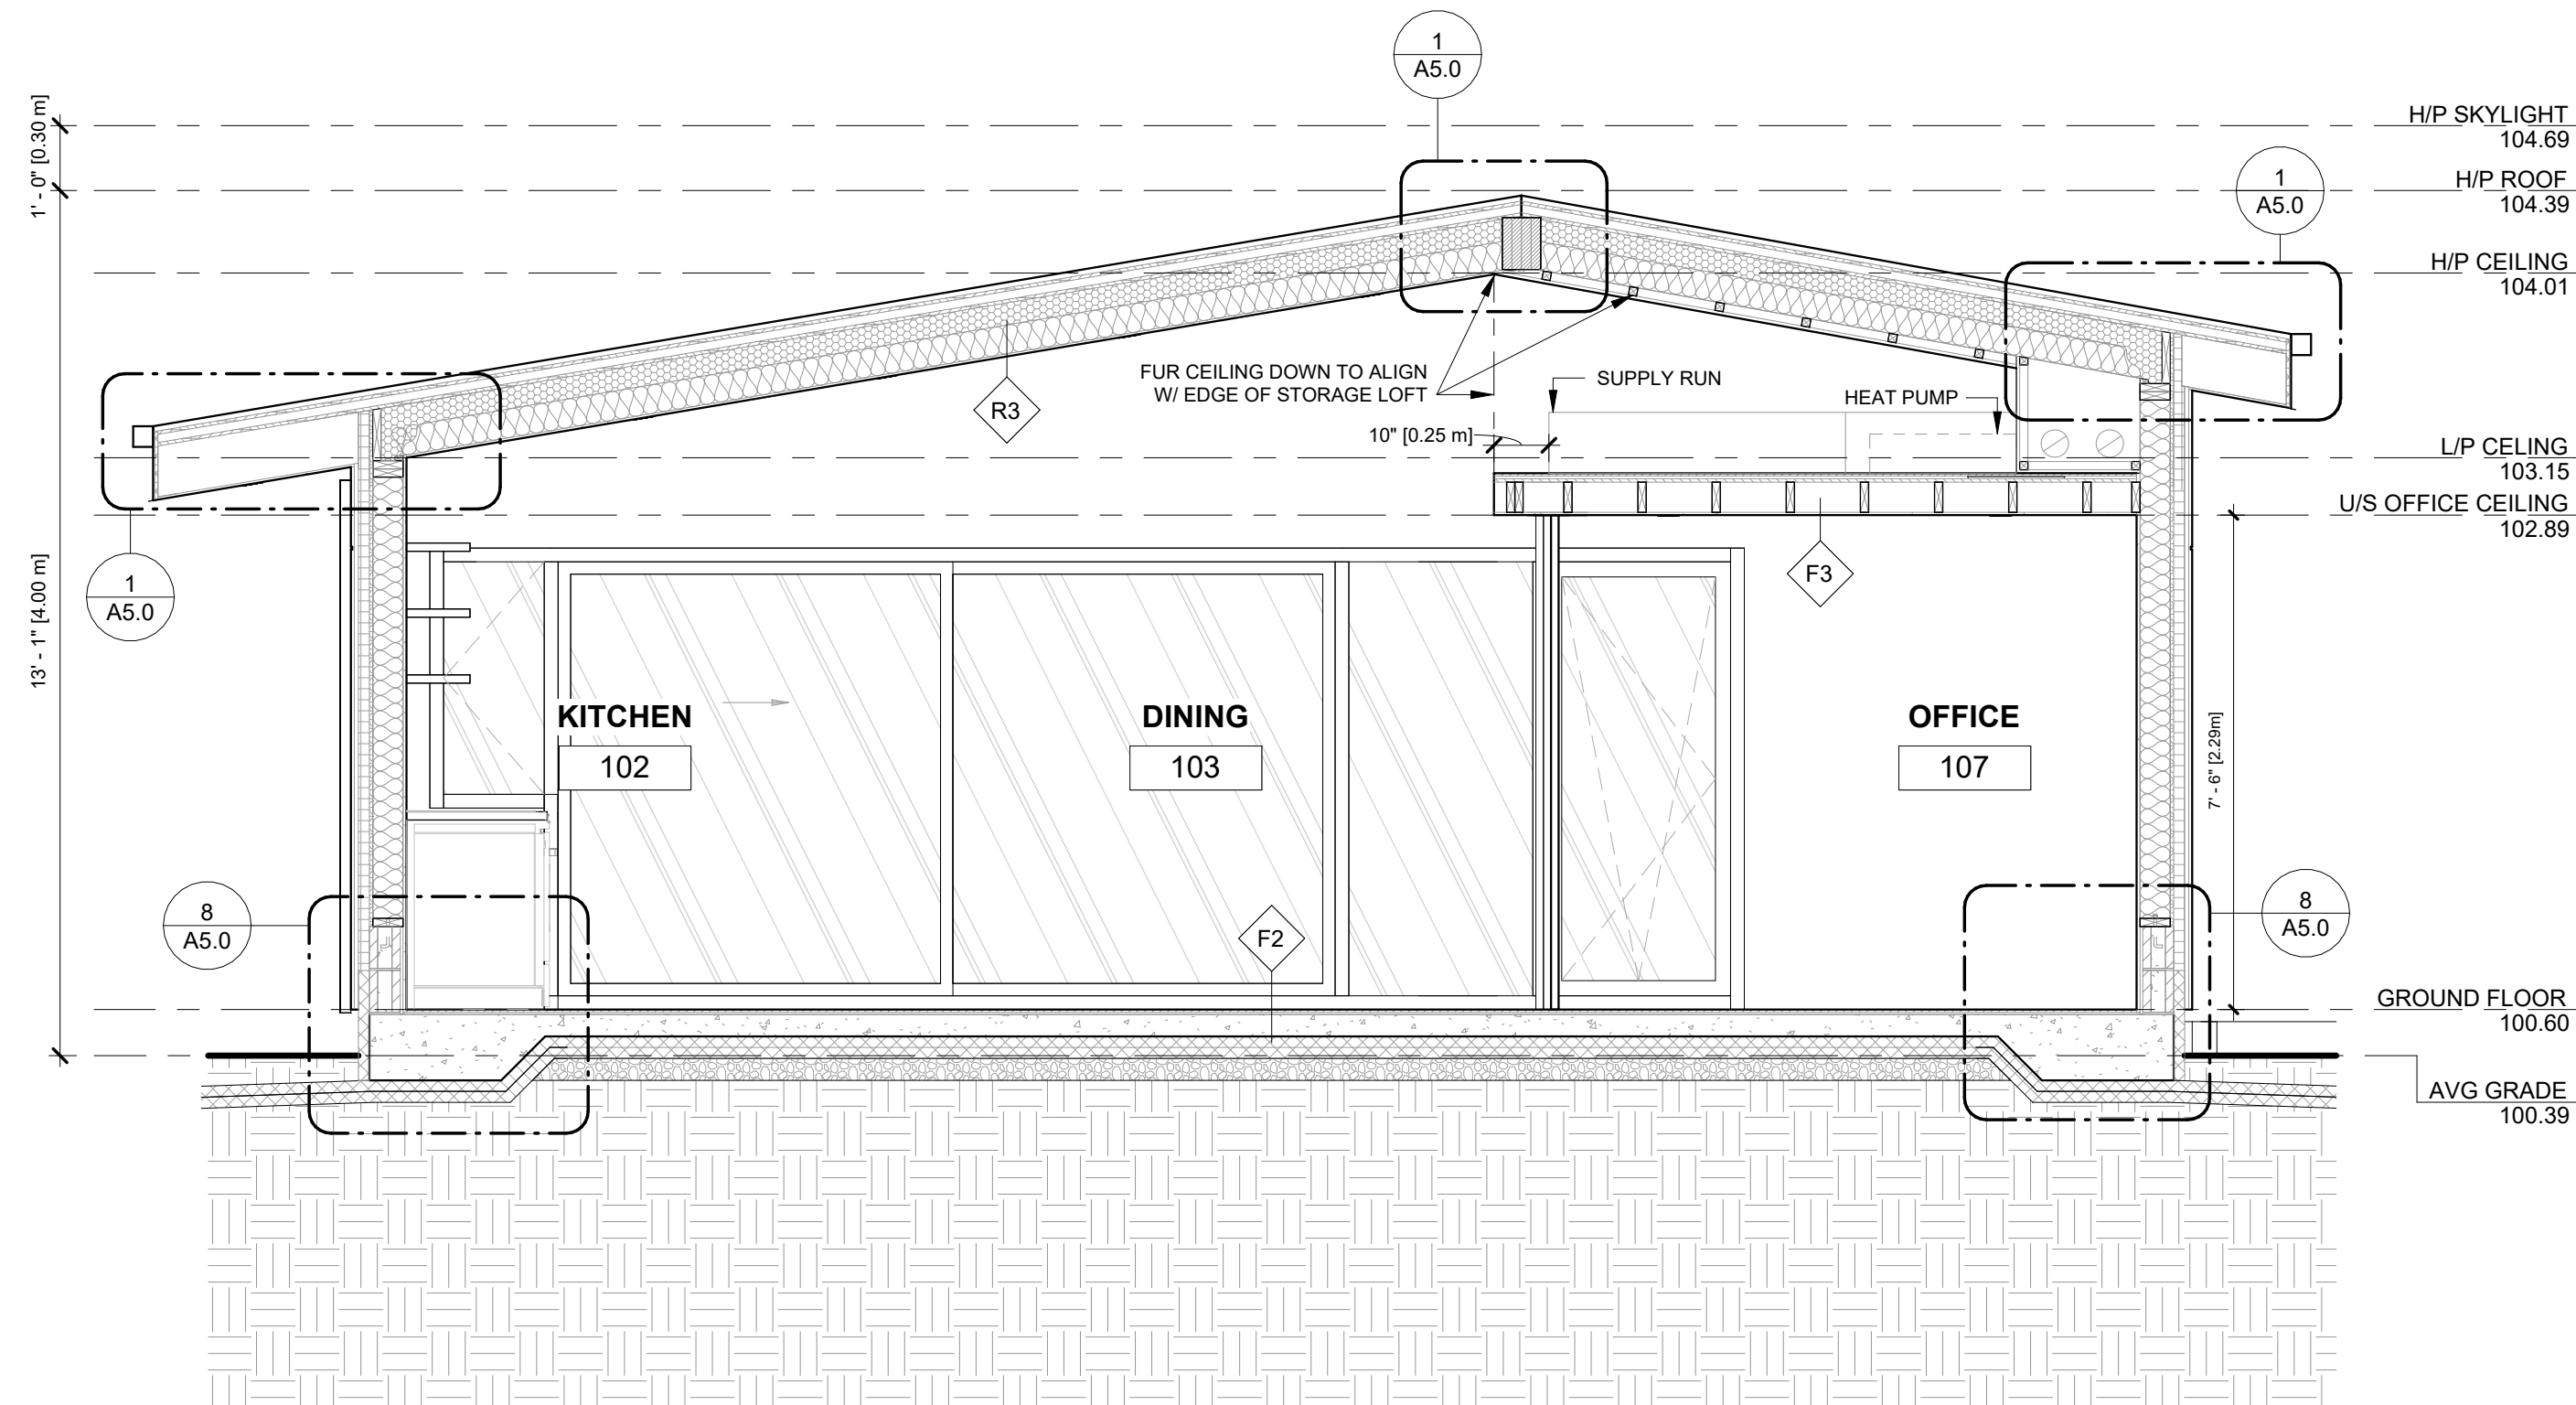 1
A5.0
H/P SKYLIGHT
104.69
1' - 0" [0.30 m]
H/P ROOF
104.39
1
A5.0
H/P CEILING
104.01
FUR CEILING DOWN TO ALIGN
W/ EDGE OF STORAGE LOFT
SUPPLY RUN
HEAT PUMP
R3
10" [0.25 m]
L/P CELING
103.15
U/S OFFICE CEILING
102.89
1
A5.0
F3
13' - 1" [4.00 m]
KITCHEN
102
DINING
103
OFFICE
107
7' - 6" [2.29m]
8
A5.0
F2
8
A5.0
GROUND FLOOR
100.60
AVG GRADE
100.39